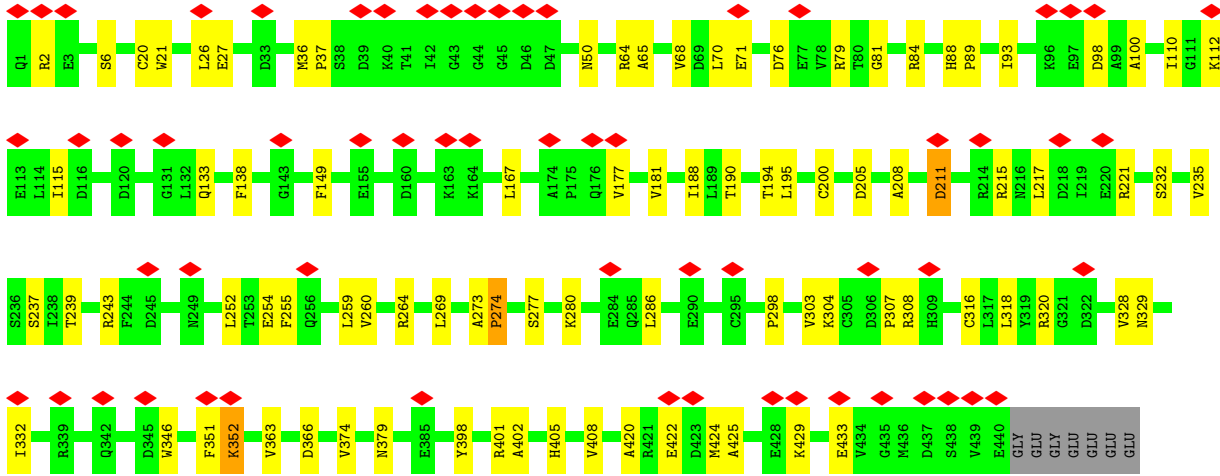 Q1 R2 E3 S6 C20 W21 L26 E27 D33 M36 P37 S38 D39 K40 T41 I42 G43 G44 G45 D46 D47 N50 R64 A65 V68 D69 L70 E71 D76 E77 V78 R79 T80 G81 R84 H88 P89 I93 K96 E97 D98 A99 A100 I110 G111 K112
E113 L114 I115 D116 D120 G131 L132 Q133 F138 G143 F149 E155 D160 K163 K164 L167 A174 P175 Q176 V177 V181 I188 L189 T190 T194 L195 C200 D205 A208 D211 R214 R215 N216 L217 D218 I219 E220 R221 S232 V235
S236 S237 I238 T239 R243 F244 D245 N249 L252 T253 E254 F255 Q256 L259 V260 R264 L269 A273 P274 S277 K280 E284 Q285 L286 E290 C295 P298 V303 K304 C305 D306 P307 R308 H309 C316 L317 L318 Y319 R320 G321 D322 V328 N329
I332 R339 Q342 D345 W346 F351 K352 V363 D366 V374 N379 E385 Y398 R401 A402 H405 V408 A420 R421 E422 D423 M424 A425 E428 K429 E433 V434 G435 M436 D437 S438 V439 E440 GLY GLU GLY GLU GLU GLU GLU